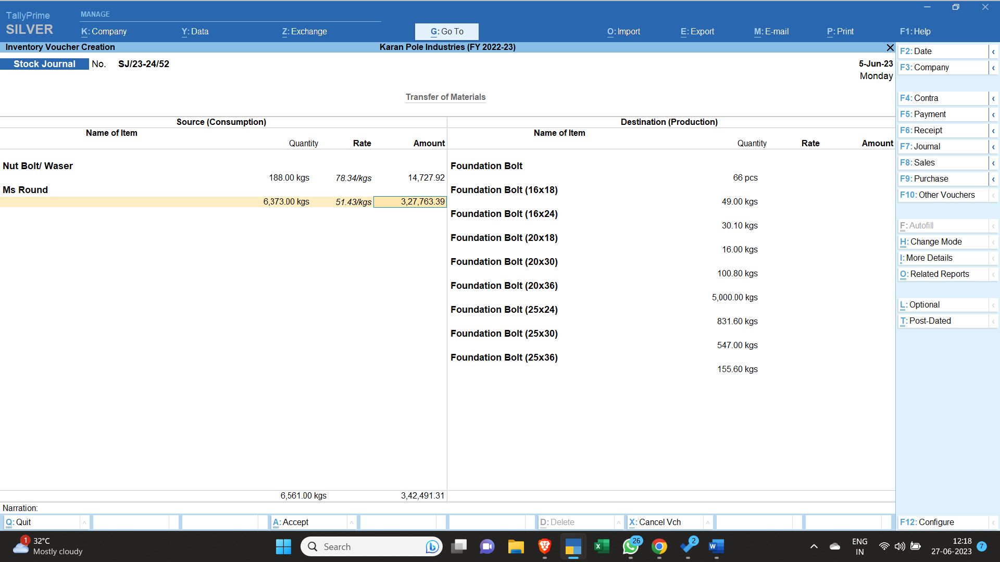 TallyPrime
SILVER
MANAGE
K: Company
Y: Data
Z: Exchange
G: Go To
O: Import
E: Export
M: E-mail
P: Print
F1: Help
Inventory Voucher Creation
Karan Pole Industries (FY 2022-23)
Stock Journal No. SJ/23-24/52
5-Jun-23
Monday
Transfer of Materials
Source (Consumption)
Name of Item
Quantity Rate Amount
Nut Bolt/ Waser
188.00 kgs 78.34/kgs 14,727.92
Ms Round
6,373.00 kgs 51.43/kgs 3,27,763.39
6,561.00 kgs 3,42,491.31
Destination (Production)
Name of Item
Quantity Rate Amount
Foundation Bolt
66 pcs
Foundation Bolt (16x18)
49.00 kgs
Foundation Bolt (16x24)
30.10 kgs
Foundation Bolt (20x18)
16.00 kgs
Foundation Bolt (20x30)
100.80 kgs
Foundation Bolt (20x36)
5,000.00 kgs
Foundation Bolt (25x24)
831.60 kgs
Foundation Bolt (25x30)
547.00 kgs
Foundation Bolt (25x36)
155.60 kgs
Narration:
F2: Date
F3: Company
F4: Contra
F5: Payment
F6: Receipt
F7: Journal
F8: Sales
F9: Purchase
F10: Other Vouchers
F: Autofill
H: Change Mode
I: More Details
O: Related Reports
L: Optional
T: Post-Dated
F12: Configure
Q: Quit
A: Accept
D: Delete
X: Cancel Vch
1
32°C
Mostly cloudy
Search
26
2
ENG
IN
12:18
27-06-2023
7